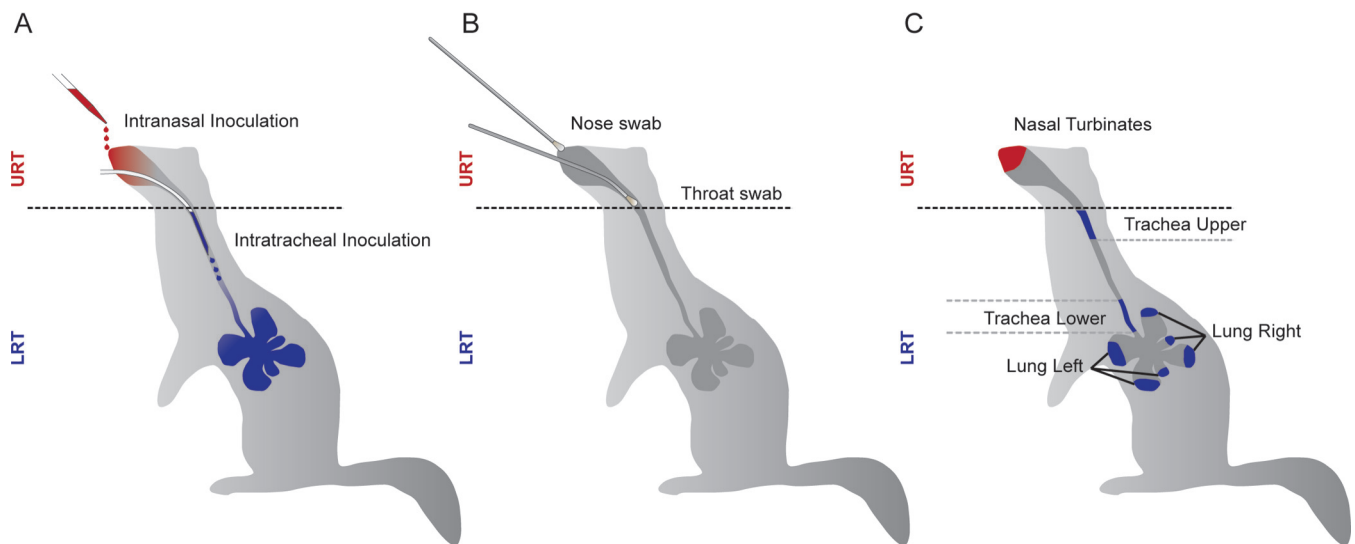 A
Intranasal Inoculation
URT
Intratracheal Inoculation
LRT
B
Nose swab
URT
Throat swab
LRT
C
Nasal Turbinates
URT
Trachea Upper
Trachea Lower
LRT
Lung Right
Lung Left